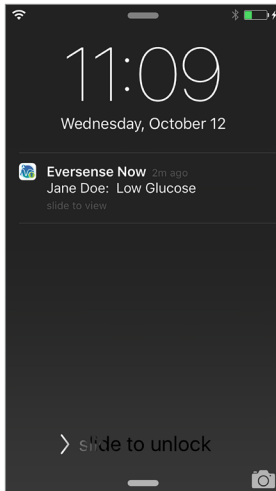 11:09
Wednesday, October 12
Eversense Now 2m ago
Jane Doe: Low Glucose
slide to view
slide to unlock